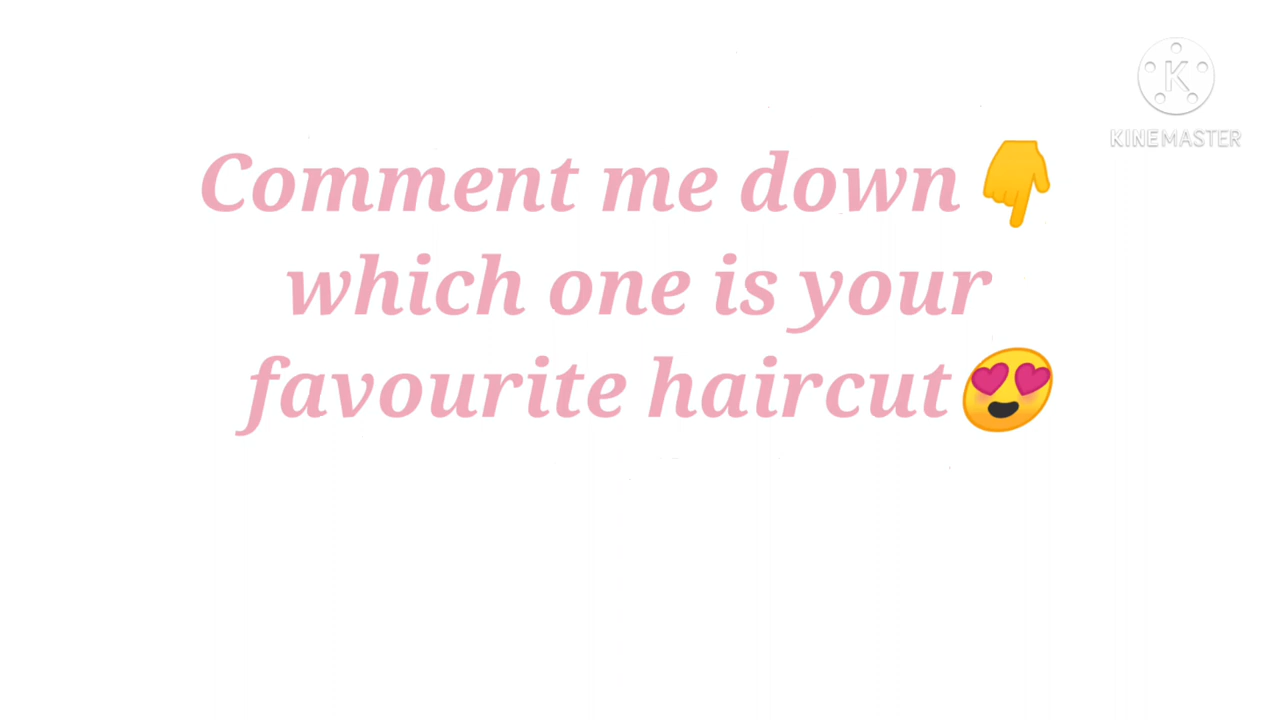 K
KINEMASTER
Comment me down👇
which one is your
favourite haircut😍